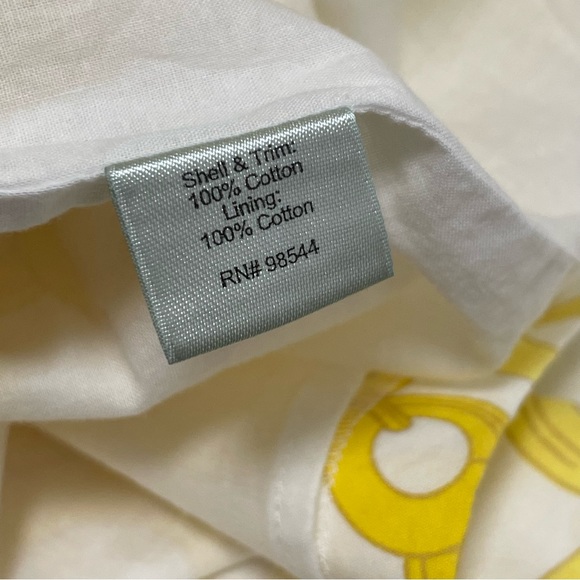 Shell & Trim:
100% Cotton
Lining:
100% Cotton
RN# 98544